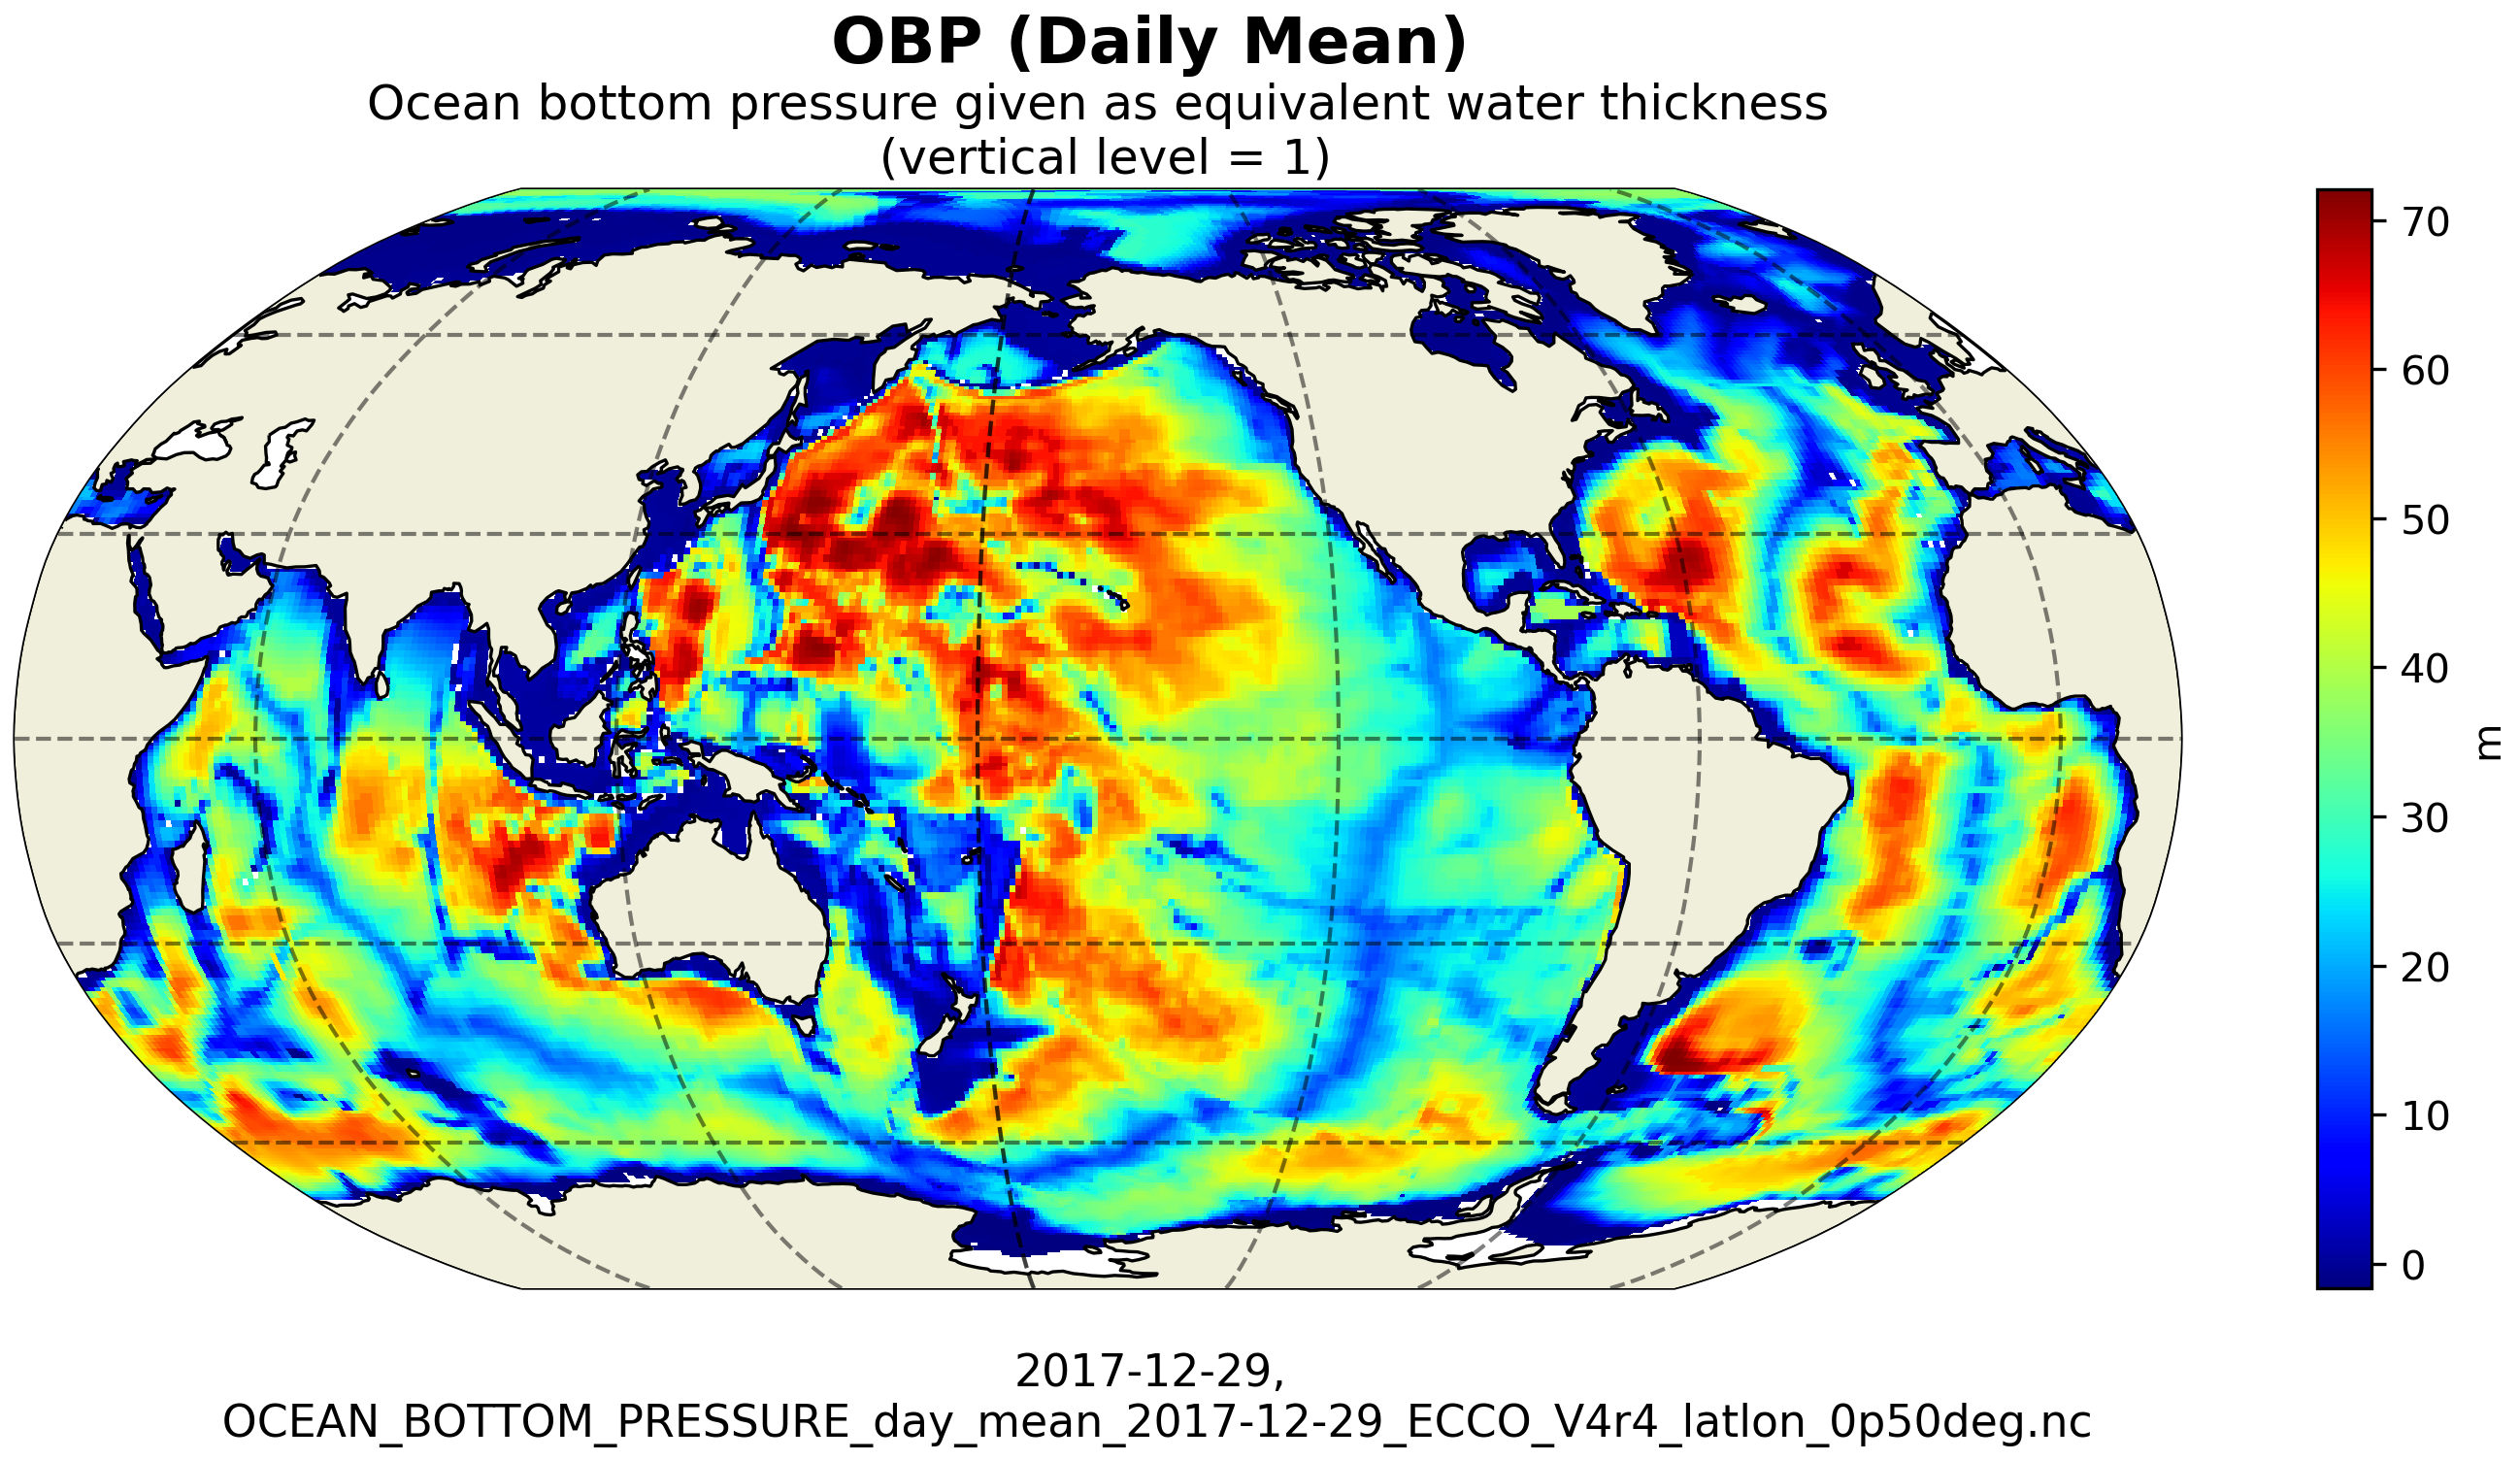 OBP (Daily Mean)
Ocean bottom pressure given as equivalent water thickness
(vertical level = 1)
70
60
50
40
30
20
10
0
m
2017-12-29,
OCEAN_BOTTOM_PRESSURE_day_mean_2017-12-29_ECCO_V4r4_latlon_0p50deg.nc